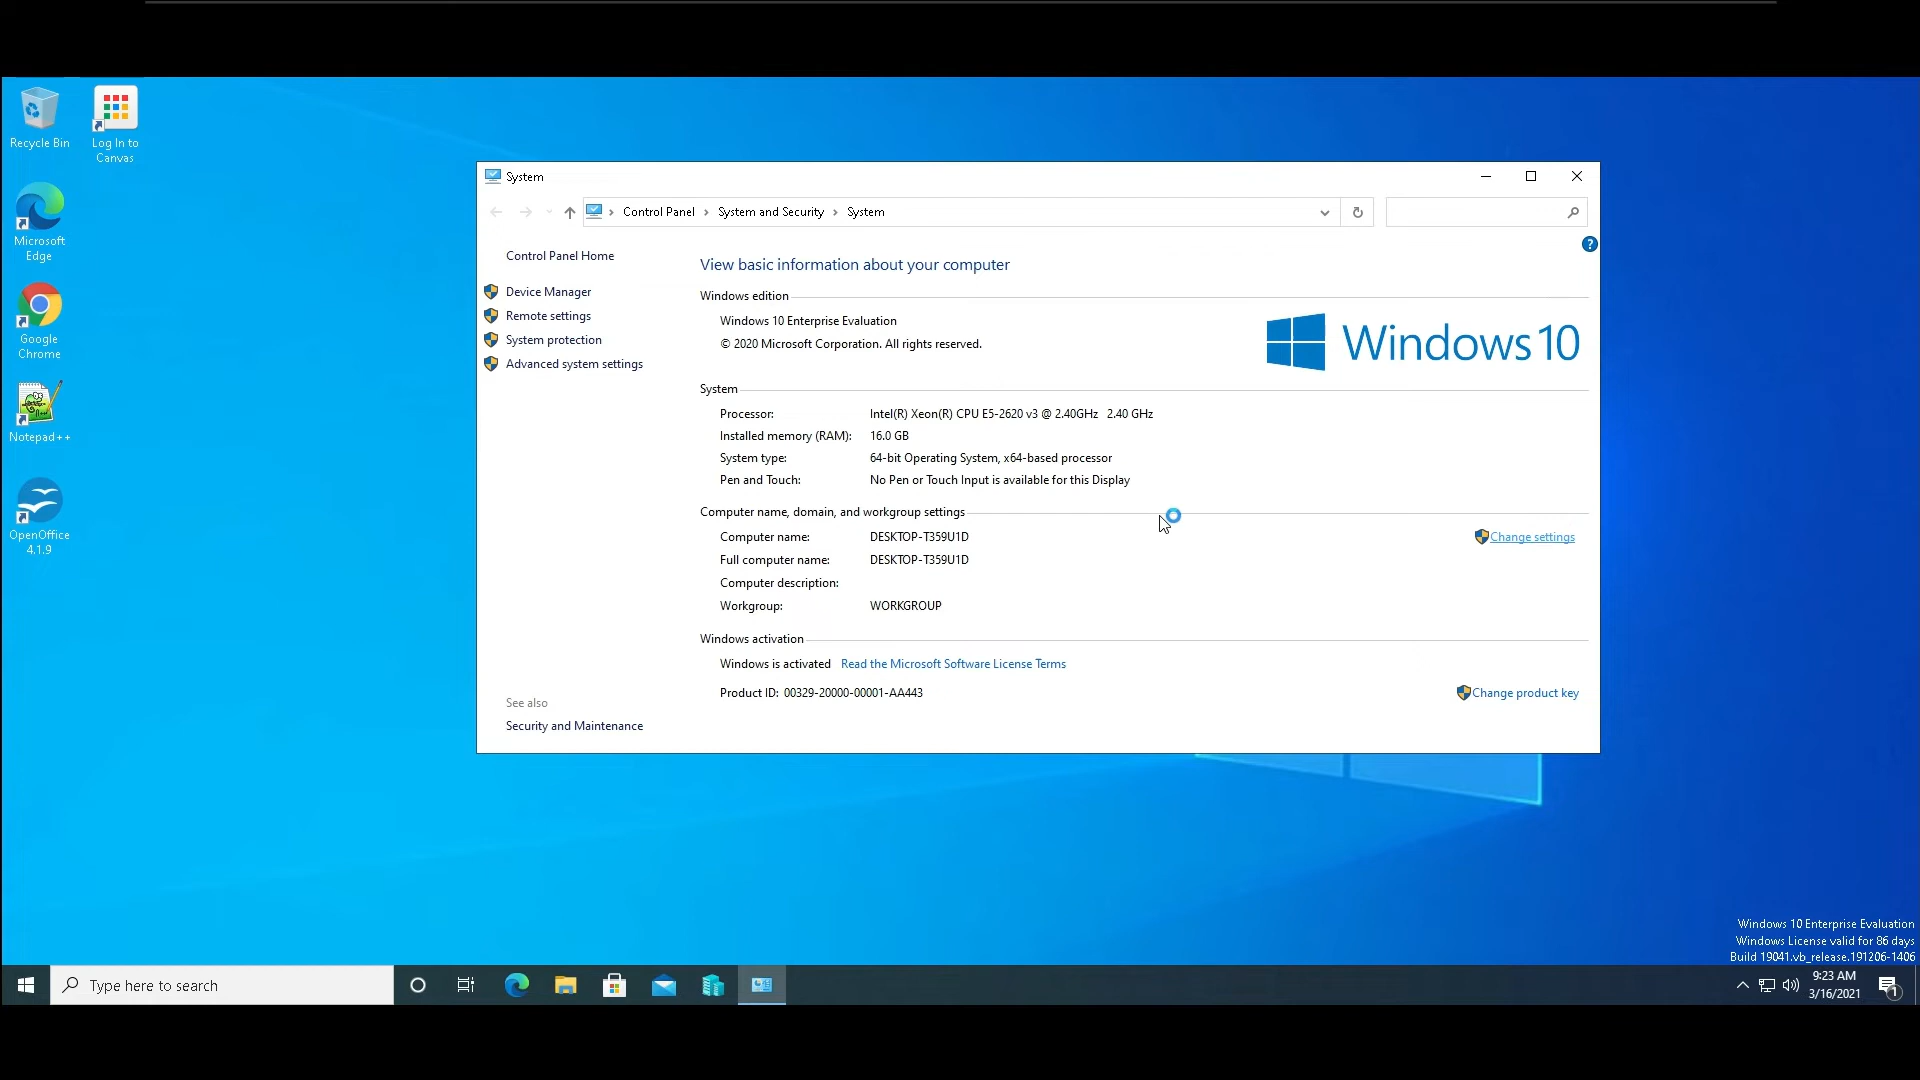 Recycle Bin
Log In to
Canvas
Microsoft
Edge
Google
Chrome
Notepad++
OpenOffice
4.1.9
System
Control Panel › System and Security › System
?
Control Panel Home
Device Manager
Remote settings
System protection
Advanced system settings
See also
Security and Maintenance
View basic information about your computer
Windows edition
Windows 10 Enterprise Evaluation
© 2020 Microsoft Corporation. All rights reserved.
Windows 10
System
Processor: Intel(R) Xeon(R) CPU E5-2620 v3 @ 2.40GHz 2.40 GHz
Installed memory (RAM): 16.0 GB
System type: 64-bit Operating System, x64-based processor
Pen and Touch: No Pen or Touch Input is available for this Display
Computer name, domain, and workgroup settings
Computer name: DESKTOP-T359U1D
Change settings
Full computer name: DESKTOP-T359U1D
Computer description:
Workgroup: WORKGROUP
Windows activation
Windows is activated Read the Microsoft Software License Terms
Product ID: 00329-20000-00001-AA443
Change product key
Windows 10 Enterprise Evaluation
Windows License valid for 86 days
Build 19041.vb_release.191206-1406
Type here to search
9:23 AM
3/16/2021
1